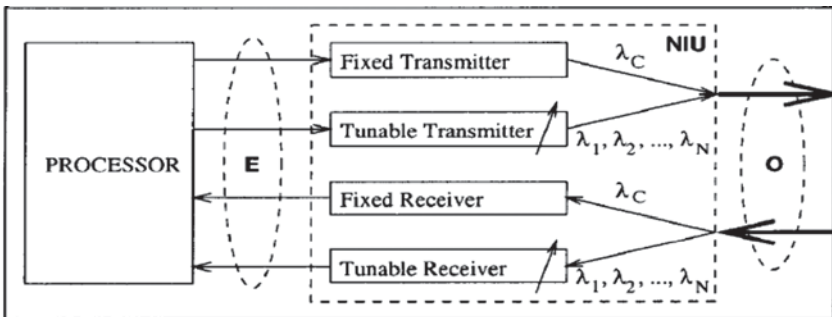 NIU
Fixed Transmitter
λC
Tunable Transmitter
λ1, λ2, ..., λN
PROCESSOR
E
O
Fixed Receiver
λC
Tunable Receiver
λ1, λ2, ..., λN